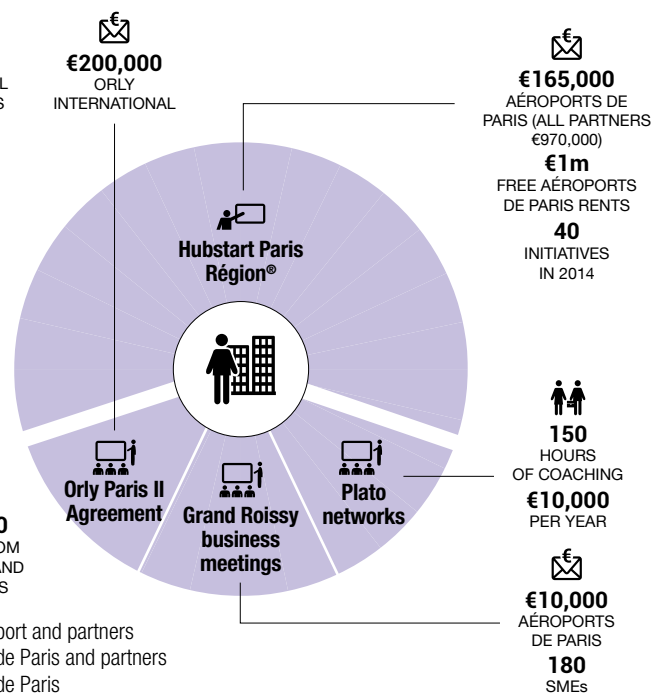 €200,000
ORLY
INTERNATIONAL
€165,000
AÉROPORTS DE
PARIS (ALL PARTNERS
€970,000)
€1m
FREE AÉROPORTS
DE PARIS RENTS
40
INITIATIVES
IN 2014
Hubstart Paris
Région®
150
HOURS
OF COACHING
€10,000
PER YEAR
Orly Paris II
Agreement
Grand Roissy
business
meetings
Plato
networks
€10,000
AÉROPORTS
DE PARIS
180
SMEs
and partners
de Paris and partners
de Paris